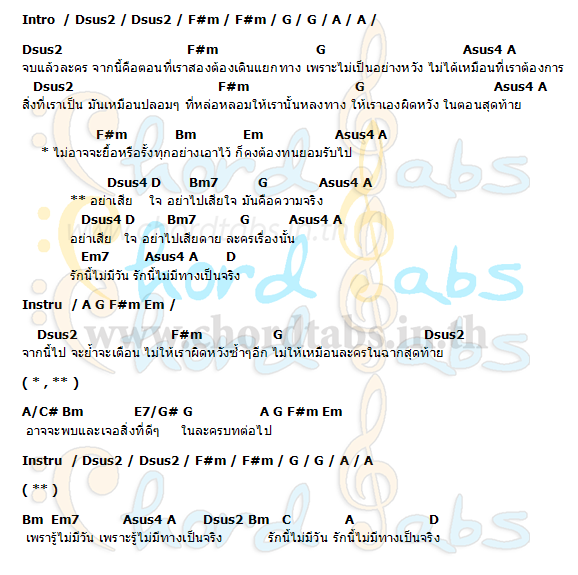 Intro / Dsus2 / Dsus2 / F#m / F#m / G / G / A / A /
Dsus2 F#m G Asus4 A
จบแล้วละคร จากนี้คือตอนที่เราสองต้องเดินแยกทาง เพราะไม่เป็นอย่างหวัง ไม่ได้เหมือนที่เราต้องการ
Dsus2 F#m G Asus4 A
สิ่งที่เราเป็น มันเหมือนปลอมๆ ที่หล่อหลอมให้เรานั้นหลงทาง ให้เราเองผิดหวัง ในตอนสุดท้าย
F#m Bm Em Asus4 A
* ไม่อาจจะยื้อหรือรั้งทุกอย่างเอาไว้ ก็คงต้องทนยอมรับไป
Dsus4 D Bm7 G Asus4 A
** อย่าเสีย ใจ อย่าไปเสียใจ มันคือความจริง
Dsus4 D Bm7 G Asus4 A
อย่าเสีย ใจ อย่าไปเสียดาย ละครเรื่องนั้น
Em7 Asus4 A D
รักนี้ไม่มีวัน รักนี้ไม่มีทางเป็นจริง
Instru / A G F#m Em /
www.chordtabs.in.th
Dsus2 F#m G Dsus2
จากนี้ไป จะย้ำจะเตือน ไม่ให้เราผิดหวังซ้ำๆอีก ไม่ให้เหมือนละครในฉากสุดท้าย
( * , ** )
A/C# Bm E7/G# G A G F#m Em
อาจจะพบและเจอสิ่งที่ดีๆ ในละครบทต่อไป
Instru / Dsus2 / Dsus2 / F#m / F#m / G / G / A / A
( ** )
Bm Em7 Asus4 A Dsus2 Bm C A D
เพรารู้ไม่มีวัน เพราะรู้ไม่มีทางเป็นจริง รักนี้ไม่มีวัน รักนี้ไม่มีทางเป็นจริง